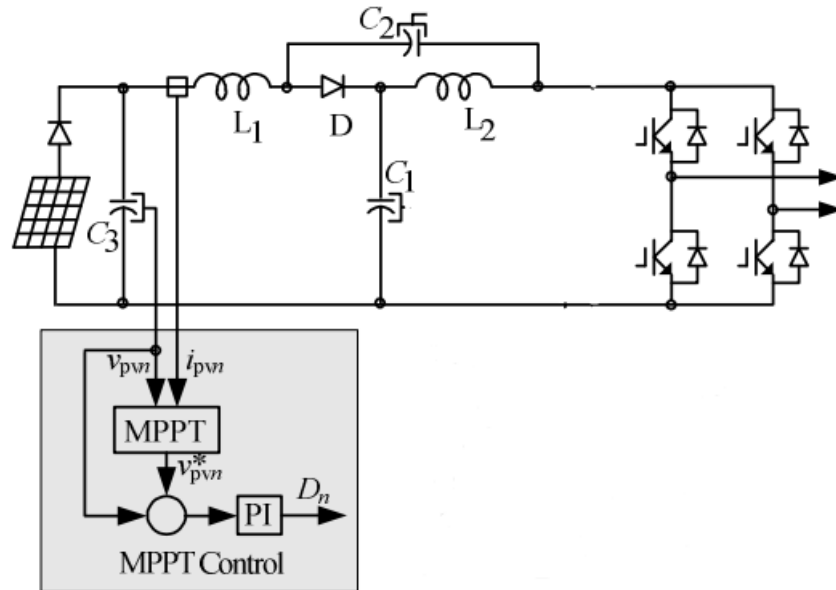 C₂
L₁ D L₂
C₁
C₃
vpvn ipvn
MPPT
v*pvn
Dₙ
PI
MPPT Control